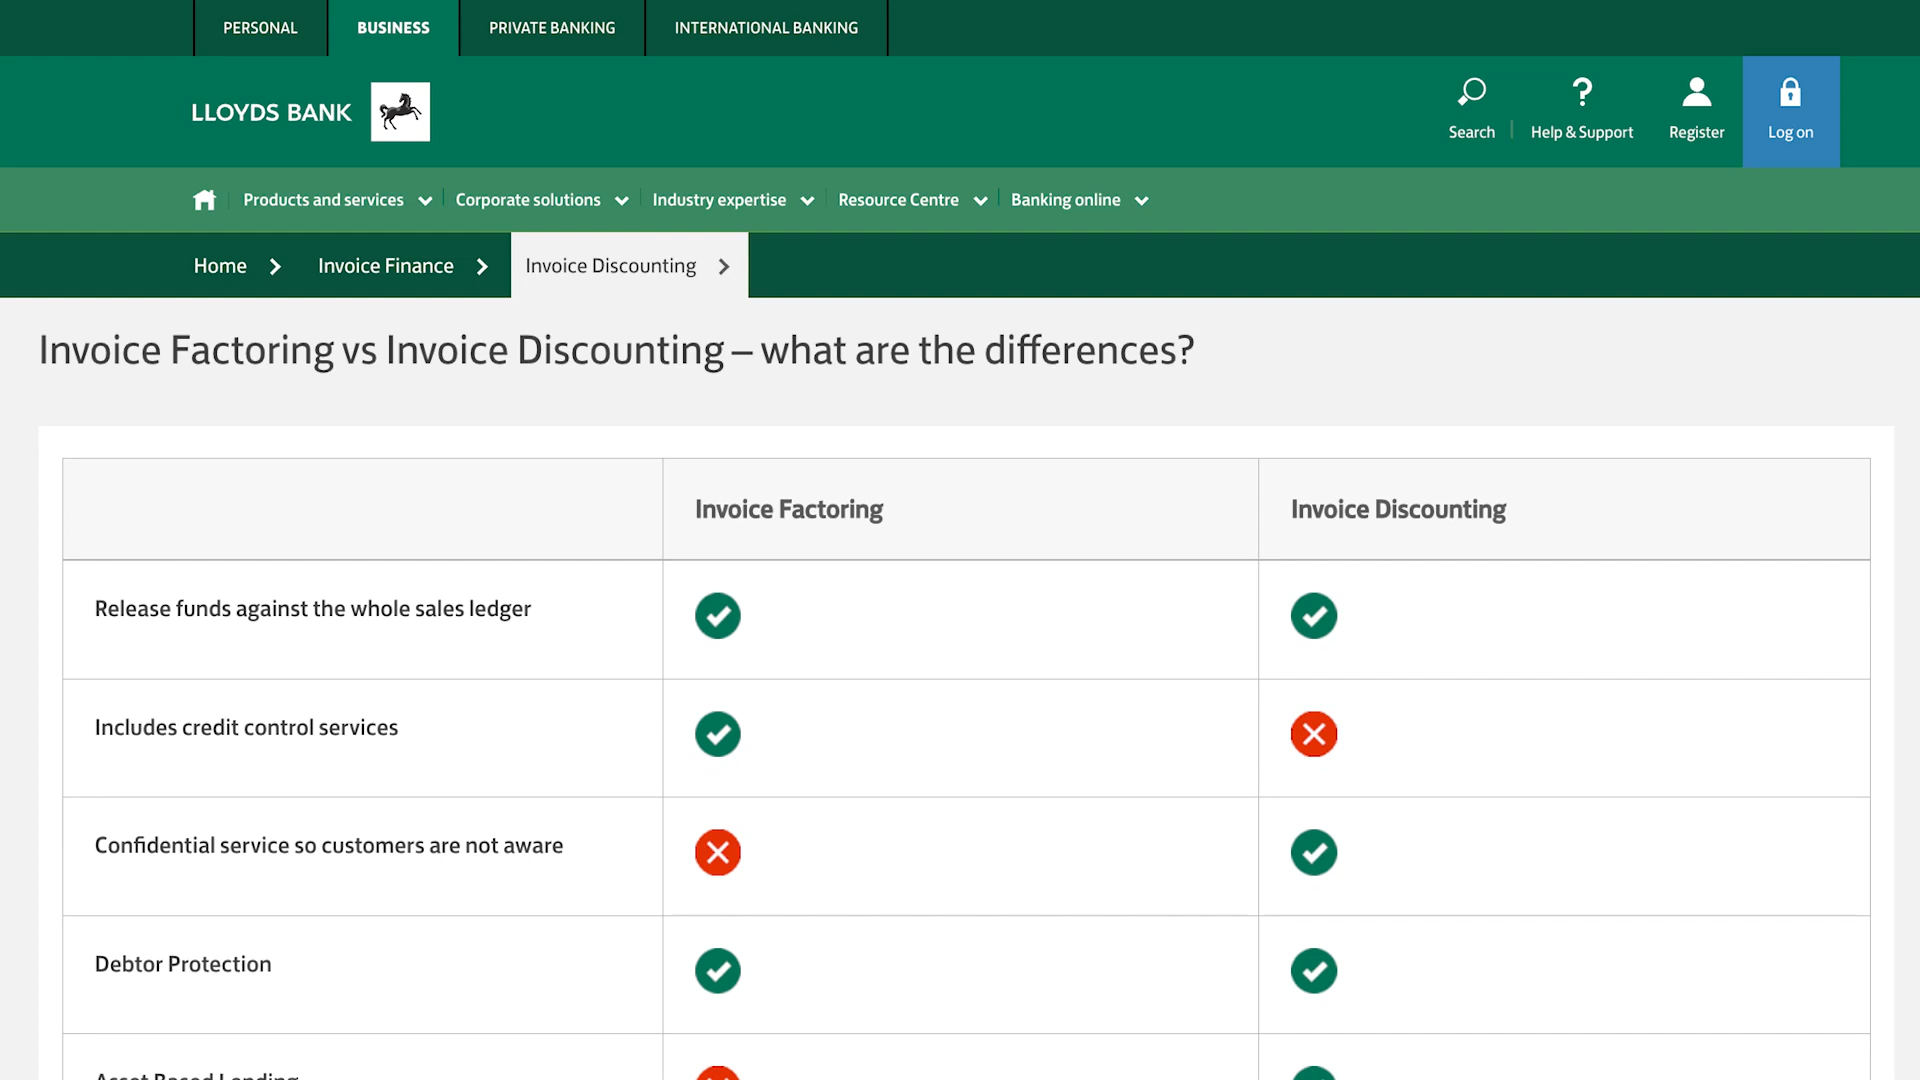 PERSONAL BUSINESS PRIVATE BANKING INTERNATIONAL BANKING
LLOYDS BANK
Search Help & Support Register Log on
Products and services Corporate solutions Industry expertise Resource Centre Banking online
Home Invoice Finance Invoice Discounting
Invoice Factoring vs Invoice Discounting – what are the differences?
Invoice Factoring Invoice Discounting
Release funds against the whole sales ledger
Includes credit control services
Confidential service so customers are not aware
Debtor Protection
Asset Based Lending